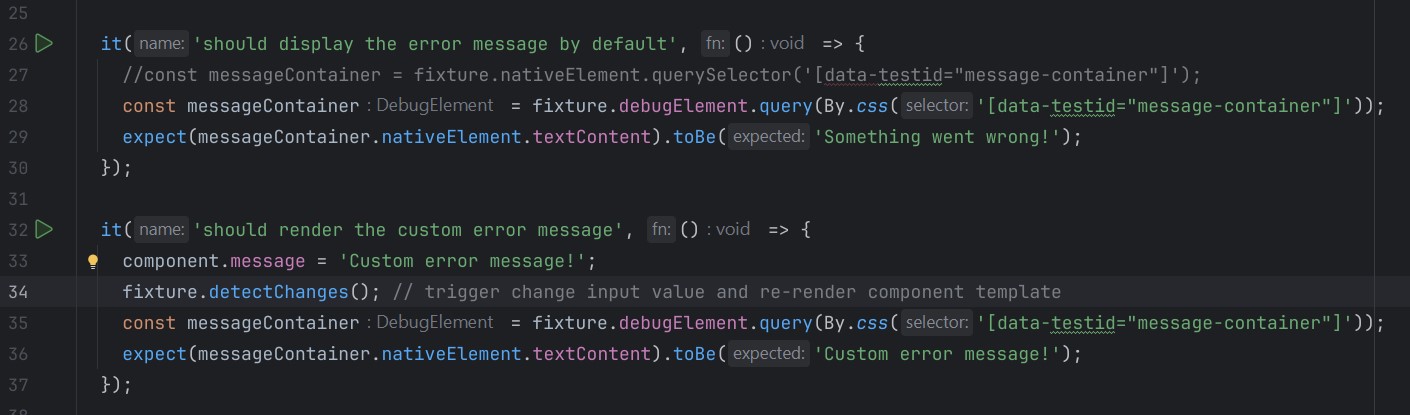 25
26 it( name: 'should display the error message by default', fn: () : void => {
27 //const messageContainer = fixture.nativeElement.querySelector('[data-testid="message-container"]');
28 const messageContainer : DebugElement = fixture.debugElement.query(By.css( selector: '[data-testid="message-container"]'));
29 expect(messageContainer.nativeElement.textContent).toBe( expected: 'Something went wrong!');
30 });
31
32 it( name: 'should render the custom error message', fn: () : void => {
33 component.message = 'Custom error message!';
34 fixture.detectChanges(); // trigger change input value and re-render component template
35 const messageContainer : DebugElement = fixture.debugElement.query(By.css( selector: '[data-testid="message-container"]'));
36 expect(messageContainer.nativeElement.textContent).toBe( expected: 'Custom error message!');
37 });